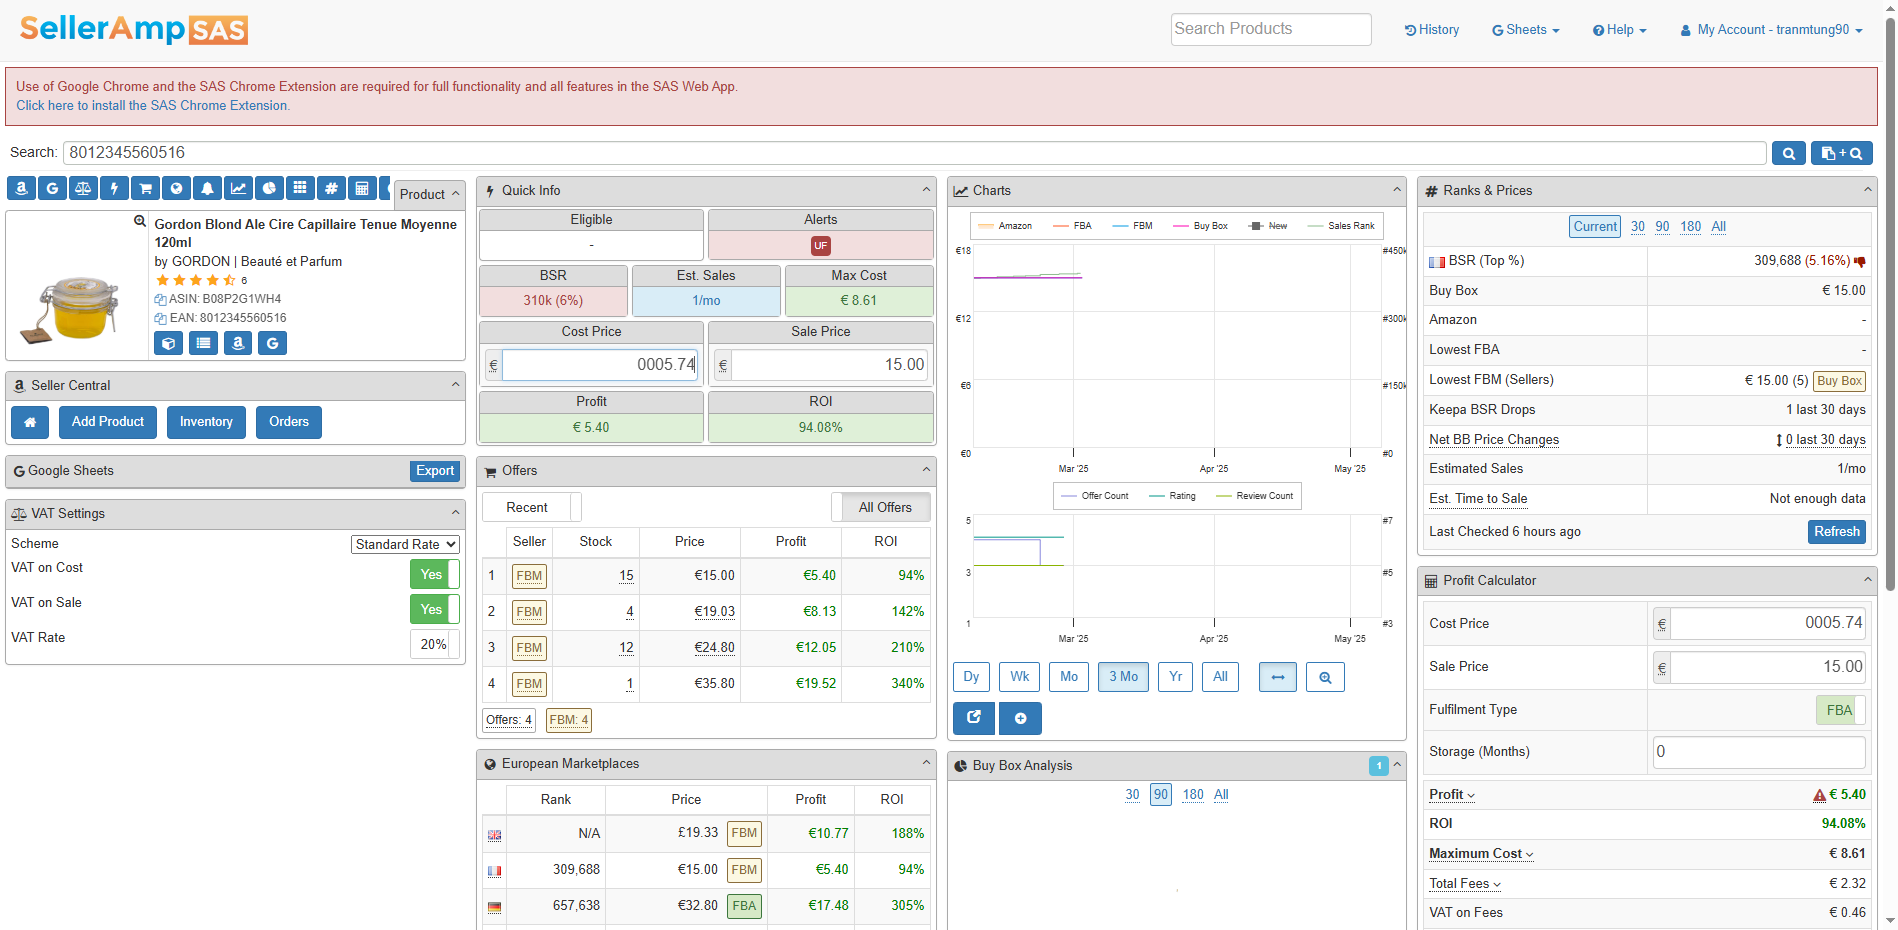 SellerAmp SAS
Search Products
History
Sheets
Help
My Account - tranmtung90
Use of Google Chrome and the SAS Chrome Extension are required for full functionality and all features in the SAS Web App.
Click here to install the SAS Chrome Extension.
Search: 8012345560516
Product
Gordon Blond Ale Cire Capillaire Tenue Moyenne
120ml
by GORDON | Beauté et Parfum
6
ASIN: B08P2G1WH4
EAN: 8012345560516
Seller Central
Add Product Inventory Orders
Google Sheets Export
VAT Settings
Scheme Standard Rate
VAT on Cost Yes
VAT on Sale Yes
VAT Rate 20%
Quick Info
Eligible Alerts
- UF
BSR Est. Sales Max Cost
310k (6%) 1/mo € 8.61
Cost Price Sale Price
€ 0005.74 € 15.00
Profit ROI
€ 5.40 94.08%
Offers
Recent All Offers
Seller Stock Price Profit ROI
1 FBM 15 €15.00 €5.40 94%
2 FBM 4 €19.03 €8.13 142%
3 FBM 12 €24.80 €12.05 210%
4 FBM 1 €35.80 €19.52 340%
Offers: 4 FBM: 4
European Marketplaces
Rank Price Profit ROI
N/A £19.33 FBM €10.77 188%
309,688 €15.00 FBM €5.40 94%
657,638 €32.80 FBA €17.48 305%
Charts
Amazon FBA FBM Buy Box New Sales Rank
€18 #450k
€12 #300k
€6 #150k
€0 #0
Mar '25 Apr '25 May '25
Offer Count Rating Review Count
5 #7
3 #5
1 #3
Mar '25 Apr '25 May '25
Dy Wk Mo 3 Mo Yr All
Buy Box Analysis 1
30 90 180 All
Ranks & Prices
Current 30 90 180 All
BSR (Top %) 309,688 (5.16%)
Buy Box € 15.00
Amazon -
Lowest FBA -
Lowest FBM (Sellers) € 15.00 (5) Buy Box
Keepa BSR Drops 1 last 30 days
Net BB Price Changes 0 last 30 days
Estimated Sales 1/mo
Est. Time to Sale Not enough data
Last Checked 6 hours ago Refresh
Profit Calculator
Cost Price € 0005.74
Sale Price € 15.00
Fulfilment Type FBA
Storage (Months) 0
Profit € 5.40
ROI 94.08%
Maximum Cost € 8.61
Total Fees € 2.32
VAT on Fees € 0.46